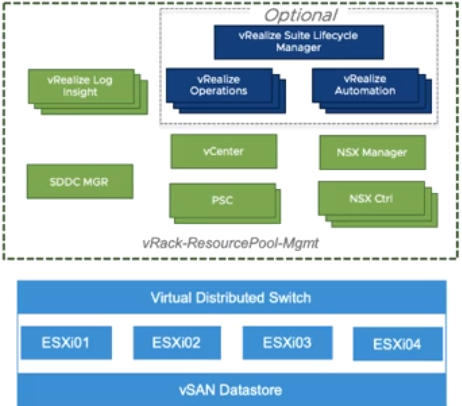 Optional
vRealize Suite Lifecycle
Manager
vRealize Log
Insight
vRealize
Operations
vRealize
Automation
vCenter
NSX Manager
SDDC MGR
PSC
NSX Ctrl
vRack-ResourcePool-Mgmt
Virtual Distributed Switch
ESXi01
ESXi02
ESXi03
ESXi04
vSAN Datastore